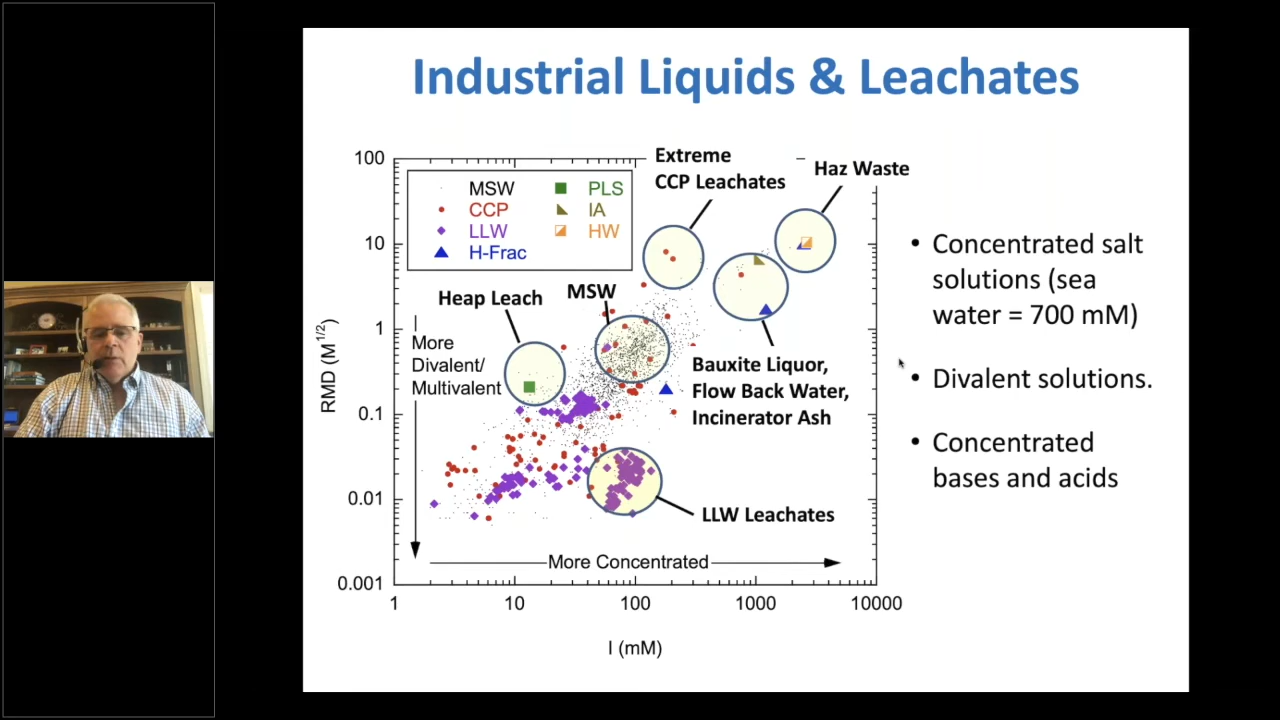 Industrial Liquids & Leachates
Extreme
CCP Leachates
Haz Waste
100
10
1
0.1
0.01
0.001
RMD (M^1/2)
MSW
CCP
LLW
H-Frac
PLS
IA
HW
Heap Leach
MSW
More
Divalent/
Multivalent
Bauxite Liquor,
Flow Back Water,
Incinerator Ash
LLW Leachates
More Concentrated
1
10
100
1000
10000
I (mM)
• Concentrated salt
solutions (sea
water = 700 mM)
• Divalent solutions.
• Concentrated
bases and acids